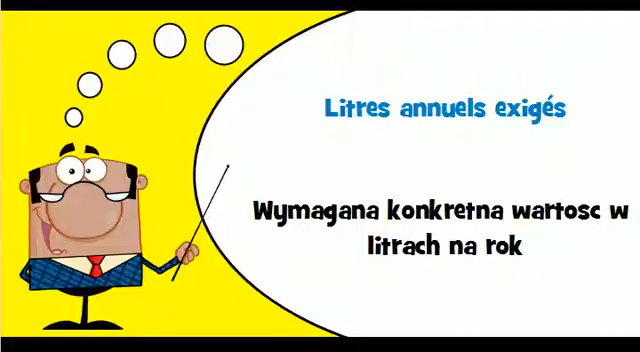 Litres annuels exigés
Wymagana konkretna wartosc w
litrach na rok